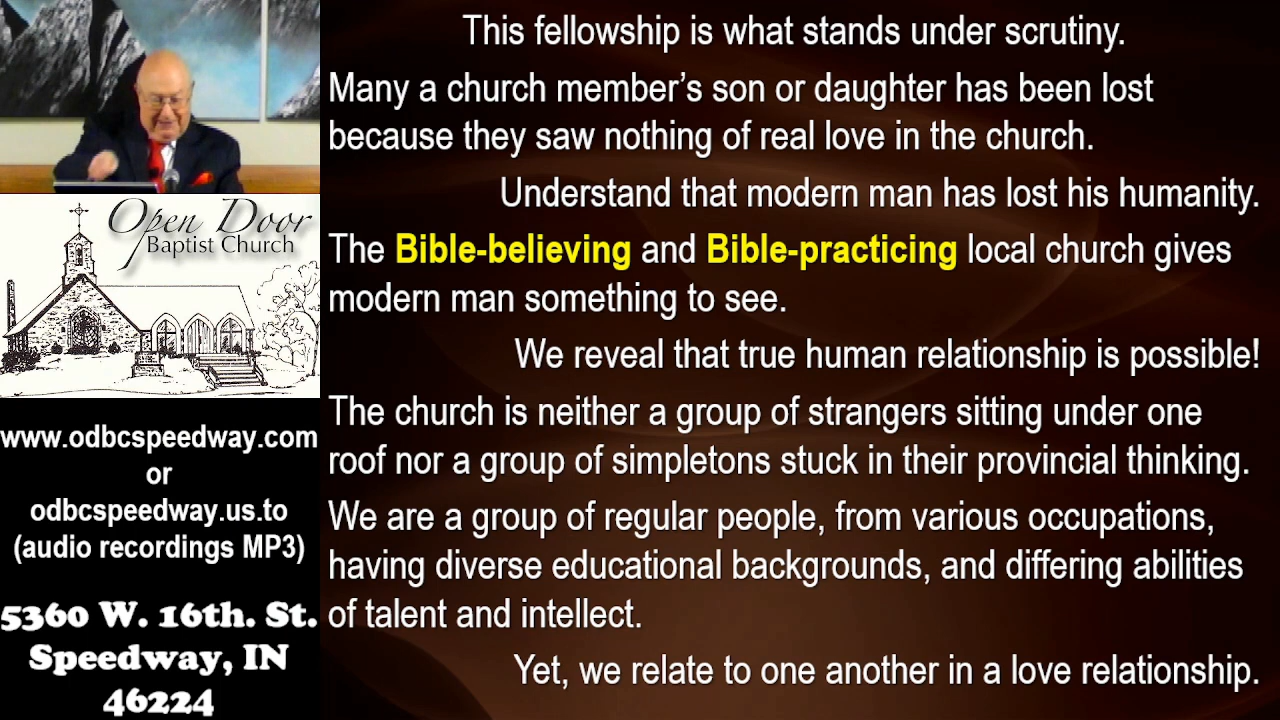 This fellowship is what stands under scrutiny.
Many a church member’s son or daughter has been lost
because they saw nothing of real love in the church.
Understand that modern man has lost his humanity.
The Bible-believing and Bible-practicing local church gives
modern man something to see.
We reveal that true human relationship is possible!
The church is neither a group of strangers sitting under one
roof nor a group of simpletons stuck in their provincial thinking.
We are a group of regular people, from various occupations,
having diverse educational backgrounds, and differing abilities
of talent and intellect.
Yet, we relate to one another in a love relationship.
Open Door
Baptist Church
www.odbcspeedway.com
or
odbcspeedway.us.to
(audio recordings MP3)
5360 W. 16th. St.
Speedway, IN
46224